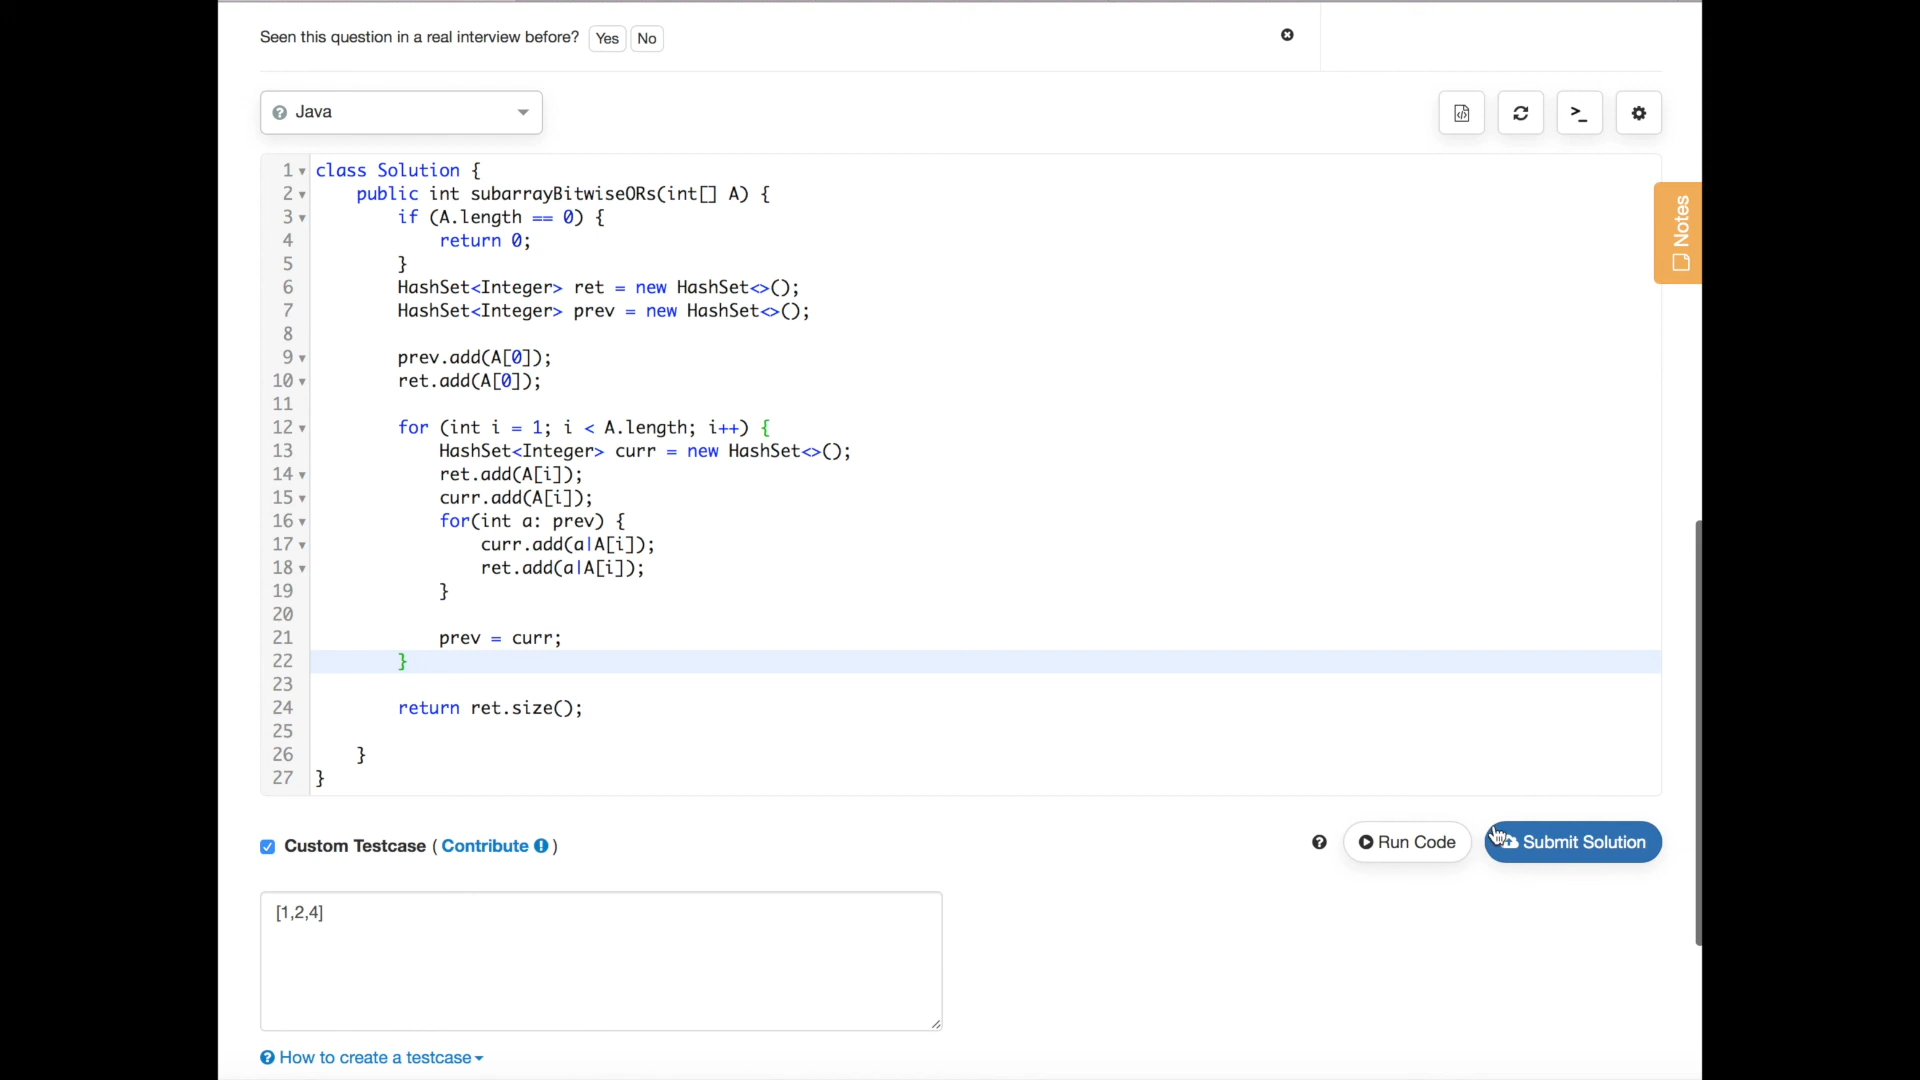 Seen this question in a real interview before? Yes No
Java
1 class Solution {
2     public int subarrayBitwiseORs(int[] A) {
3         if (A.length == 0) {
4             return 0;
5         }
6         HashSet<Integer> ret = new HashSet<>();
7         HashSet<Integer> prev = new HashSet<>();
8
9         prev.add(A[0]);
10         ret.add(A[0]);
11
12         for (int i = 1; i < A.length; i++) {
13             HashSet<Integer> curr = new HashSet<>();
14             ret.add(A[i]);
15             curr.add(A[i]);
16             for(int a: prev) {
17                 curr.add(a|A[i]);
18                 ret.add(a|A[i]);
19             }
20
21             prev = curr;
22         }
23
24         return ret.size();
25
26     }
27 }
Notes
Custom Testcase ( Contribute )
Run Code
Submit Solution
[1,2,4]
How to create a testcase